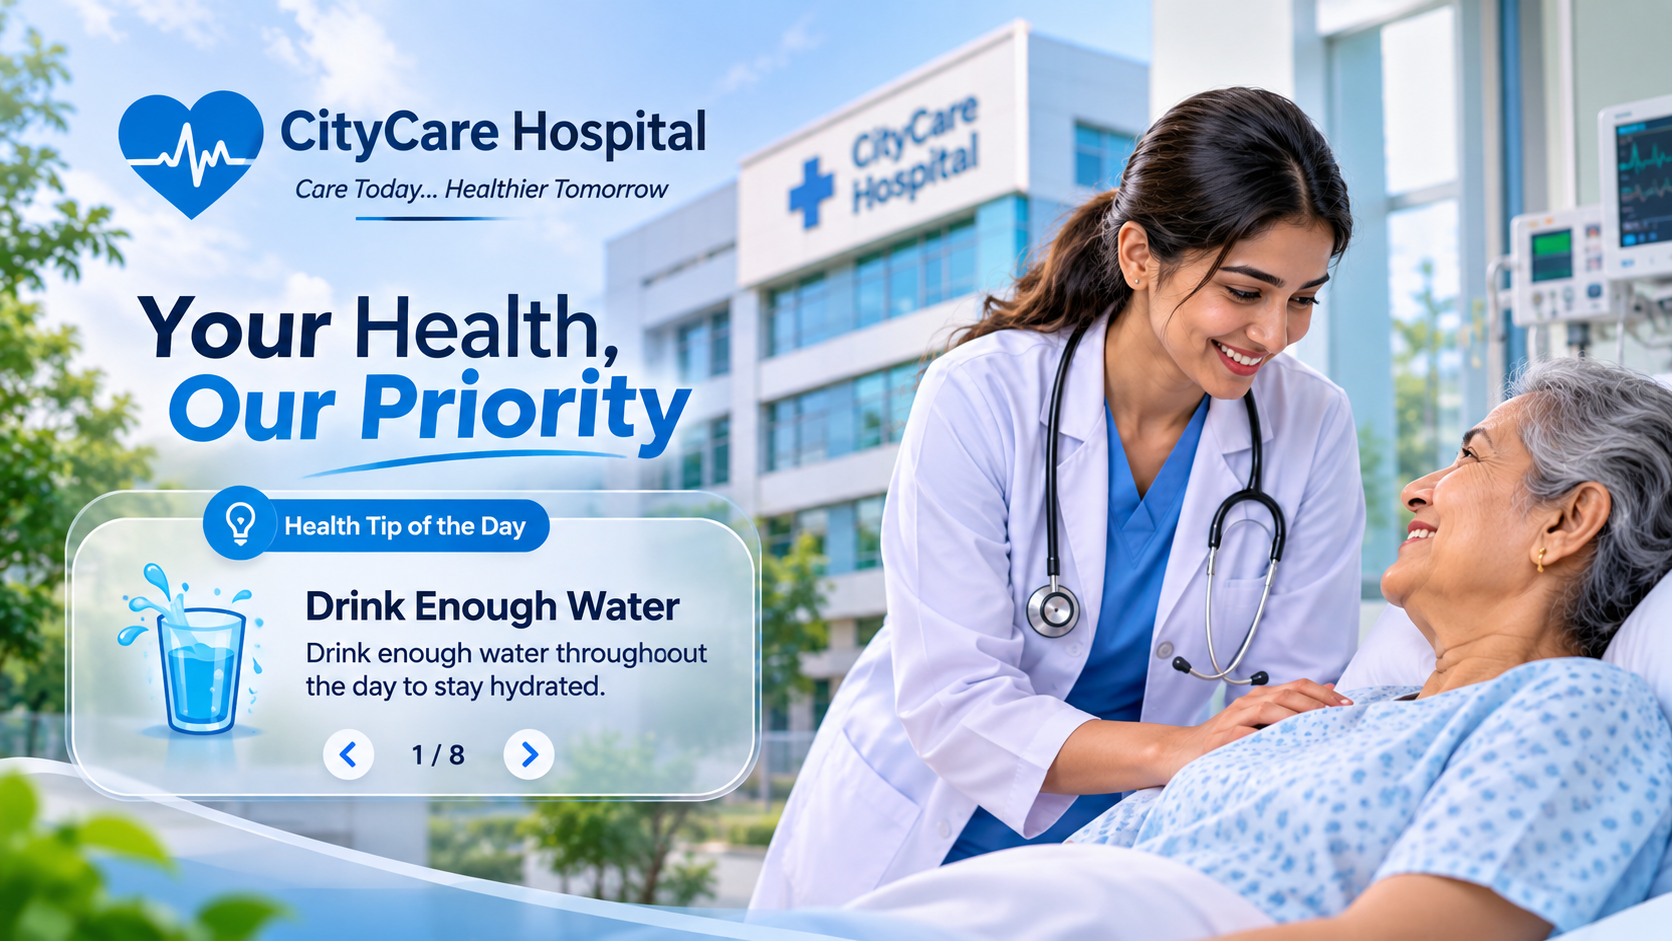 CityCare Hospital
Care Today... Healthier Tomorrow
CityCare
Hospital
Your Health,
Our Priority
Health Tip of the Day
Drink Enough Water
Drink enough water throughoout
the day to stay hydrated.
1 / 8